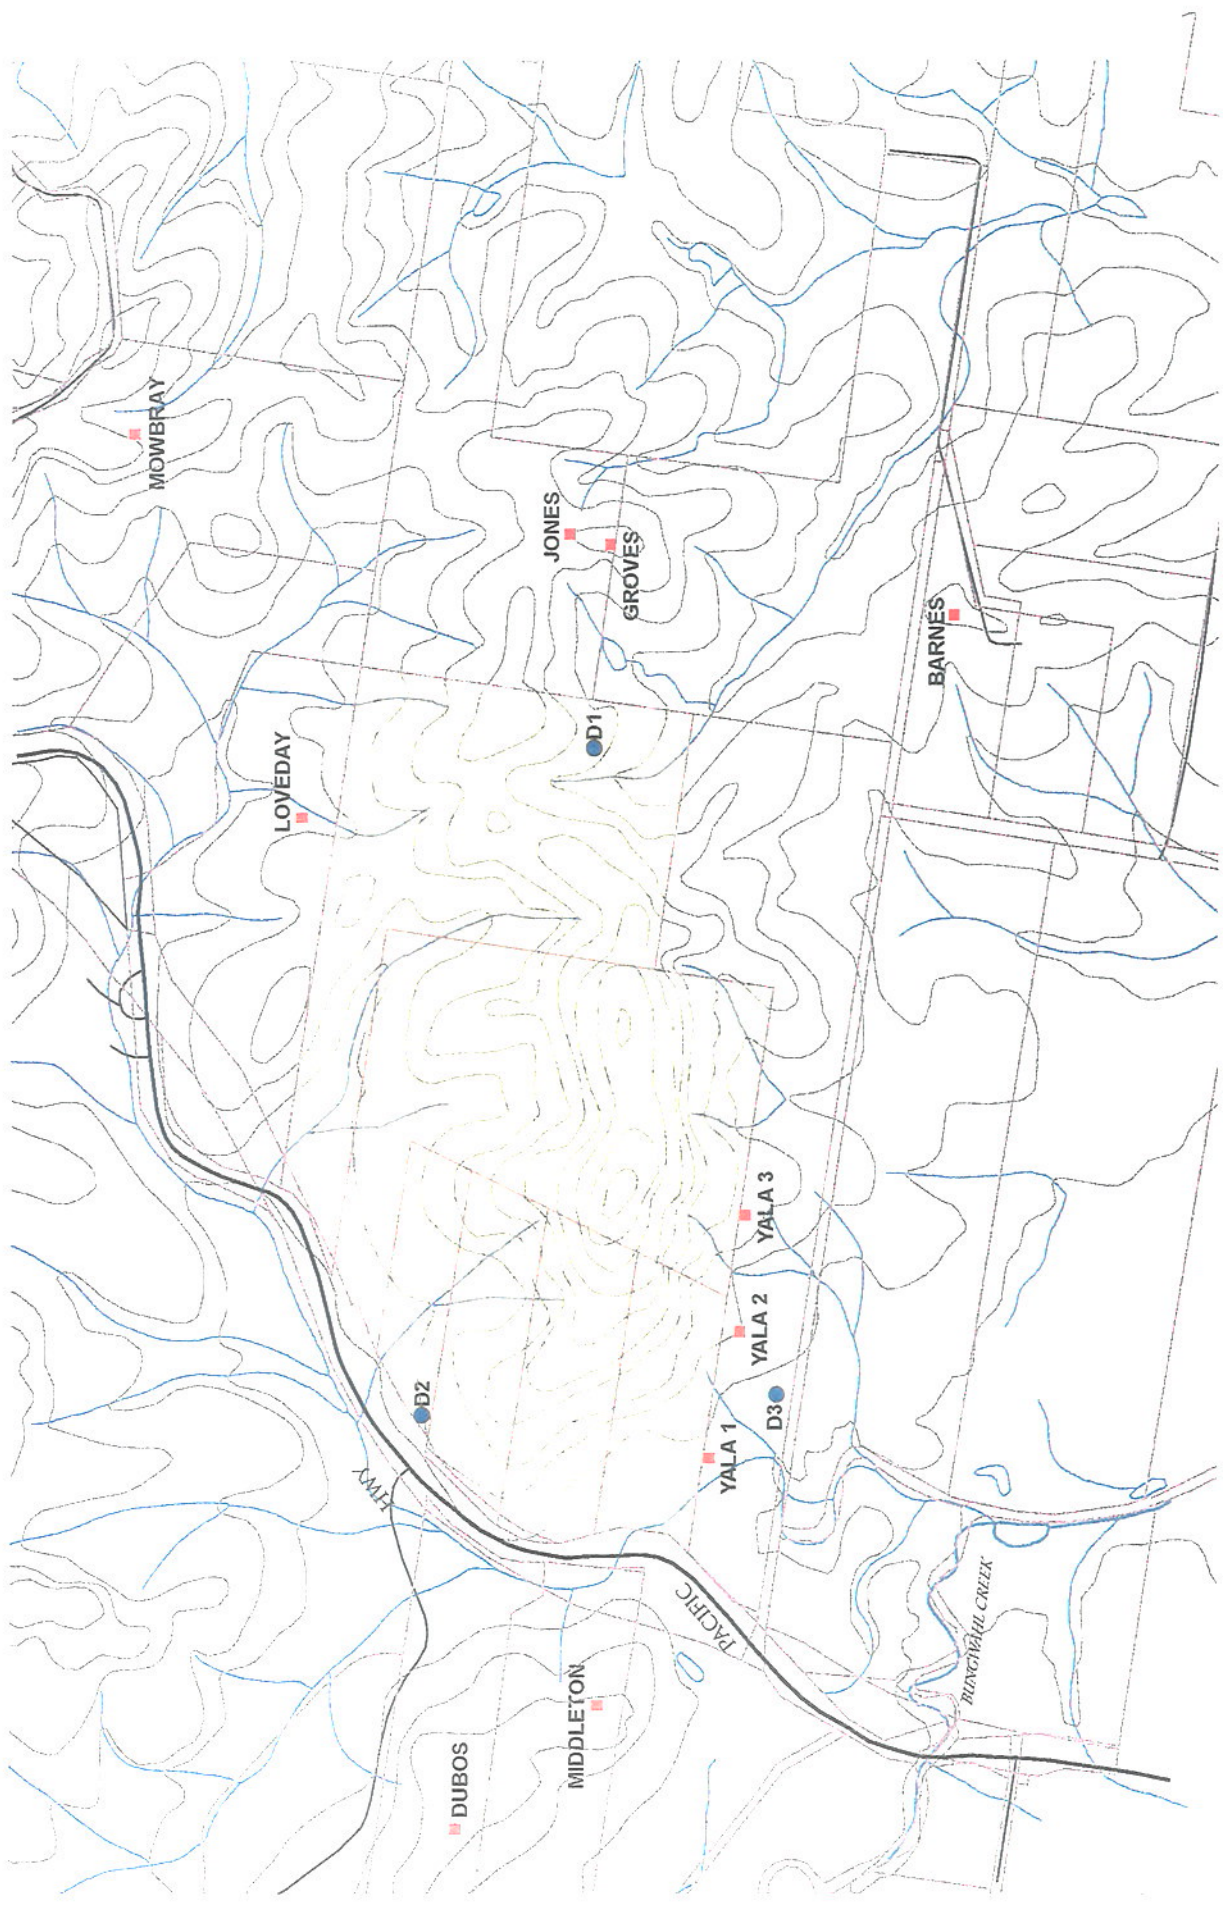 MOWBRAY
JONES
GROVES
BARNES
LOVEDAY
D1
YALA 3
YALA 2
D2
D3
YALA 1
HWY
PACIFIC
BUNGWAHL CREEK
MIDDLETON
DUBOS